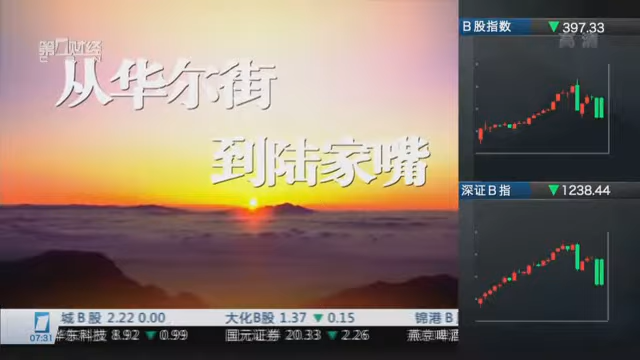 第一财经
从华尔街
到陆家嘴
B股指数 ▼397.33
高清
深证B指 ▼1238.44
城B股 2.22 0.00 大化B股 1.37 ▼0.15 锦港B
07:31
华东科技 8.92 ▼0.99 国元证券 20.33 ▼2.26 燕京啤酒